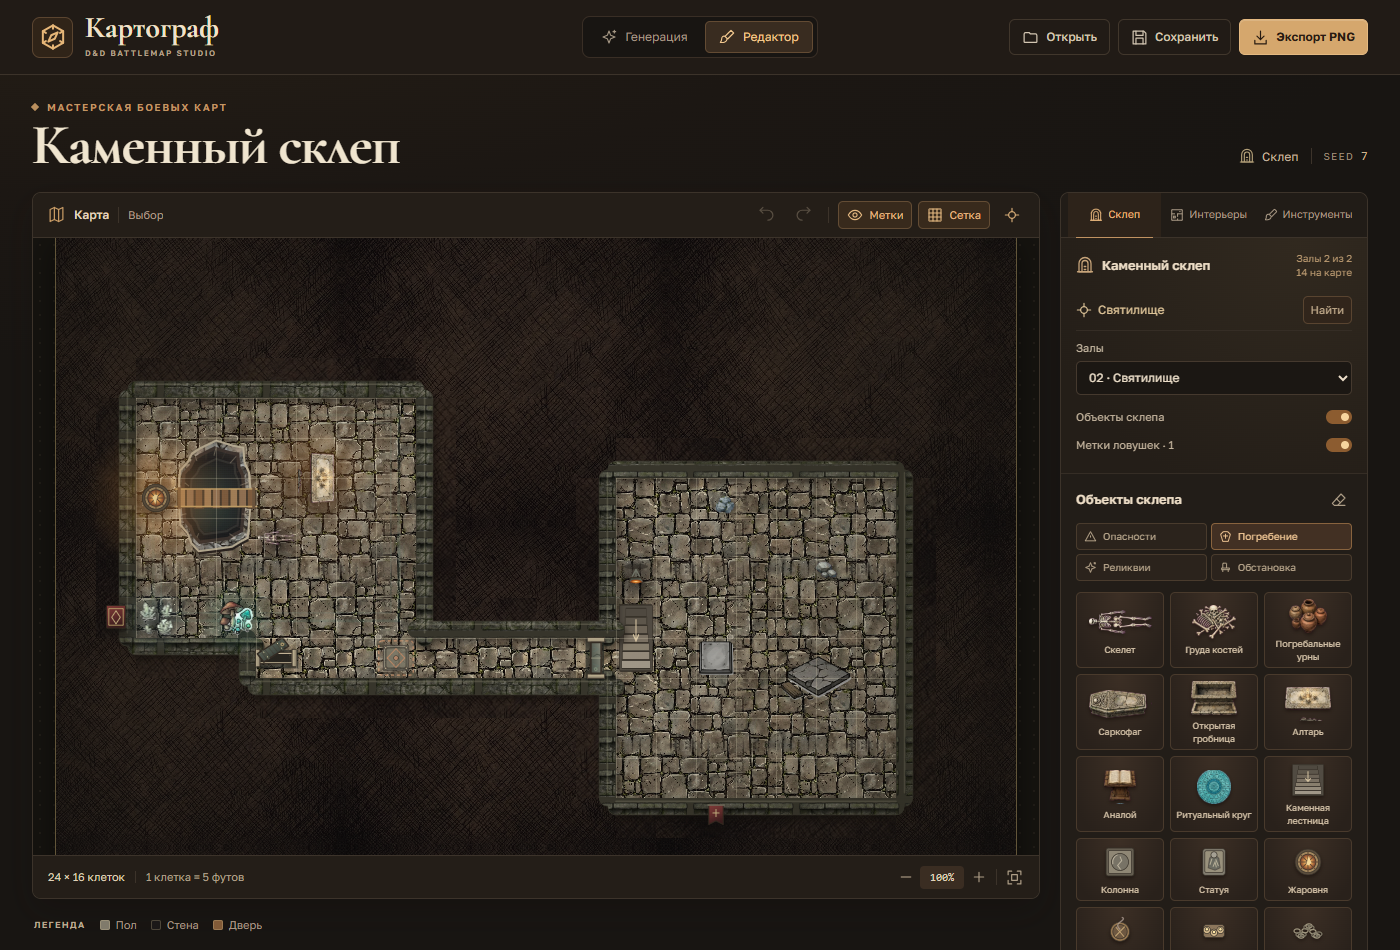 Картограф
D&D BATTLEMAP STUDIO
Генерация
Редактор
Открыть
Сохранить
Экспорт PNG
МАСТЕРСКАЯ БОЕВЫХ КАРТ
Каменный склеп
Склеп
SEED 7
Карта
Выбор
Метки
Сетка
Склеп
Интерьеры
Инструменты
Каменный склеп
Залы 2 из 2
14 на карте
Святилище
Найти
Залы
02 · Святилище
Объекты склепа
Метки ловушек · 1
Объекты склепа
Опасности
Погребение
Реликвии
Обстановка
Скелет
Груда костей
Погребальные
урны
Саркофаг
Открытая
гробница
Алтарь
Аналой
Ритуальный круг
Каменная
лестница
Колонна
Статуя
Жаровня
24 × 16 клеток
1 клетка = 5 футов
100%
ЛЕГЕНДА
Пол
Стена
Дверь